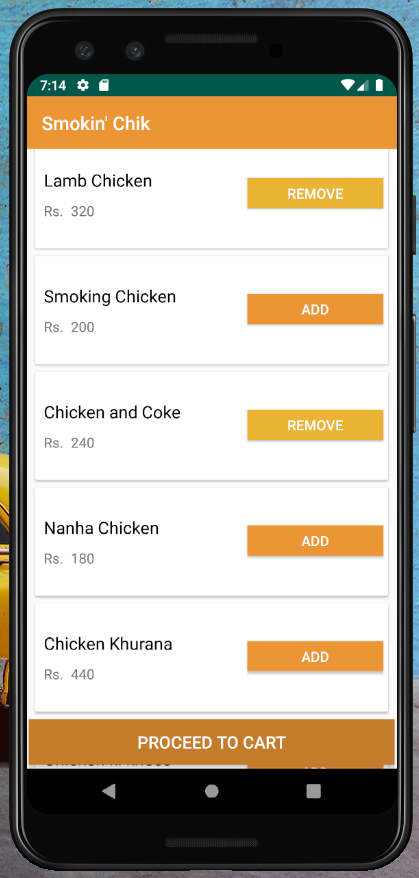 7:14
Smokin' Chik
Lamb Chicken
REMOVE
Rs. 320
Smoking Chicken
ADD
Rs. 200
Chicken and Coke
REMOVE
Rs. 240
Nanha Chicken
ADD
Rs. 180
Chicken Khurana
ADD
Rs. 440
PROCEED TO CART